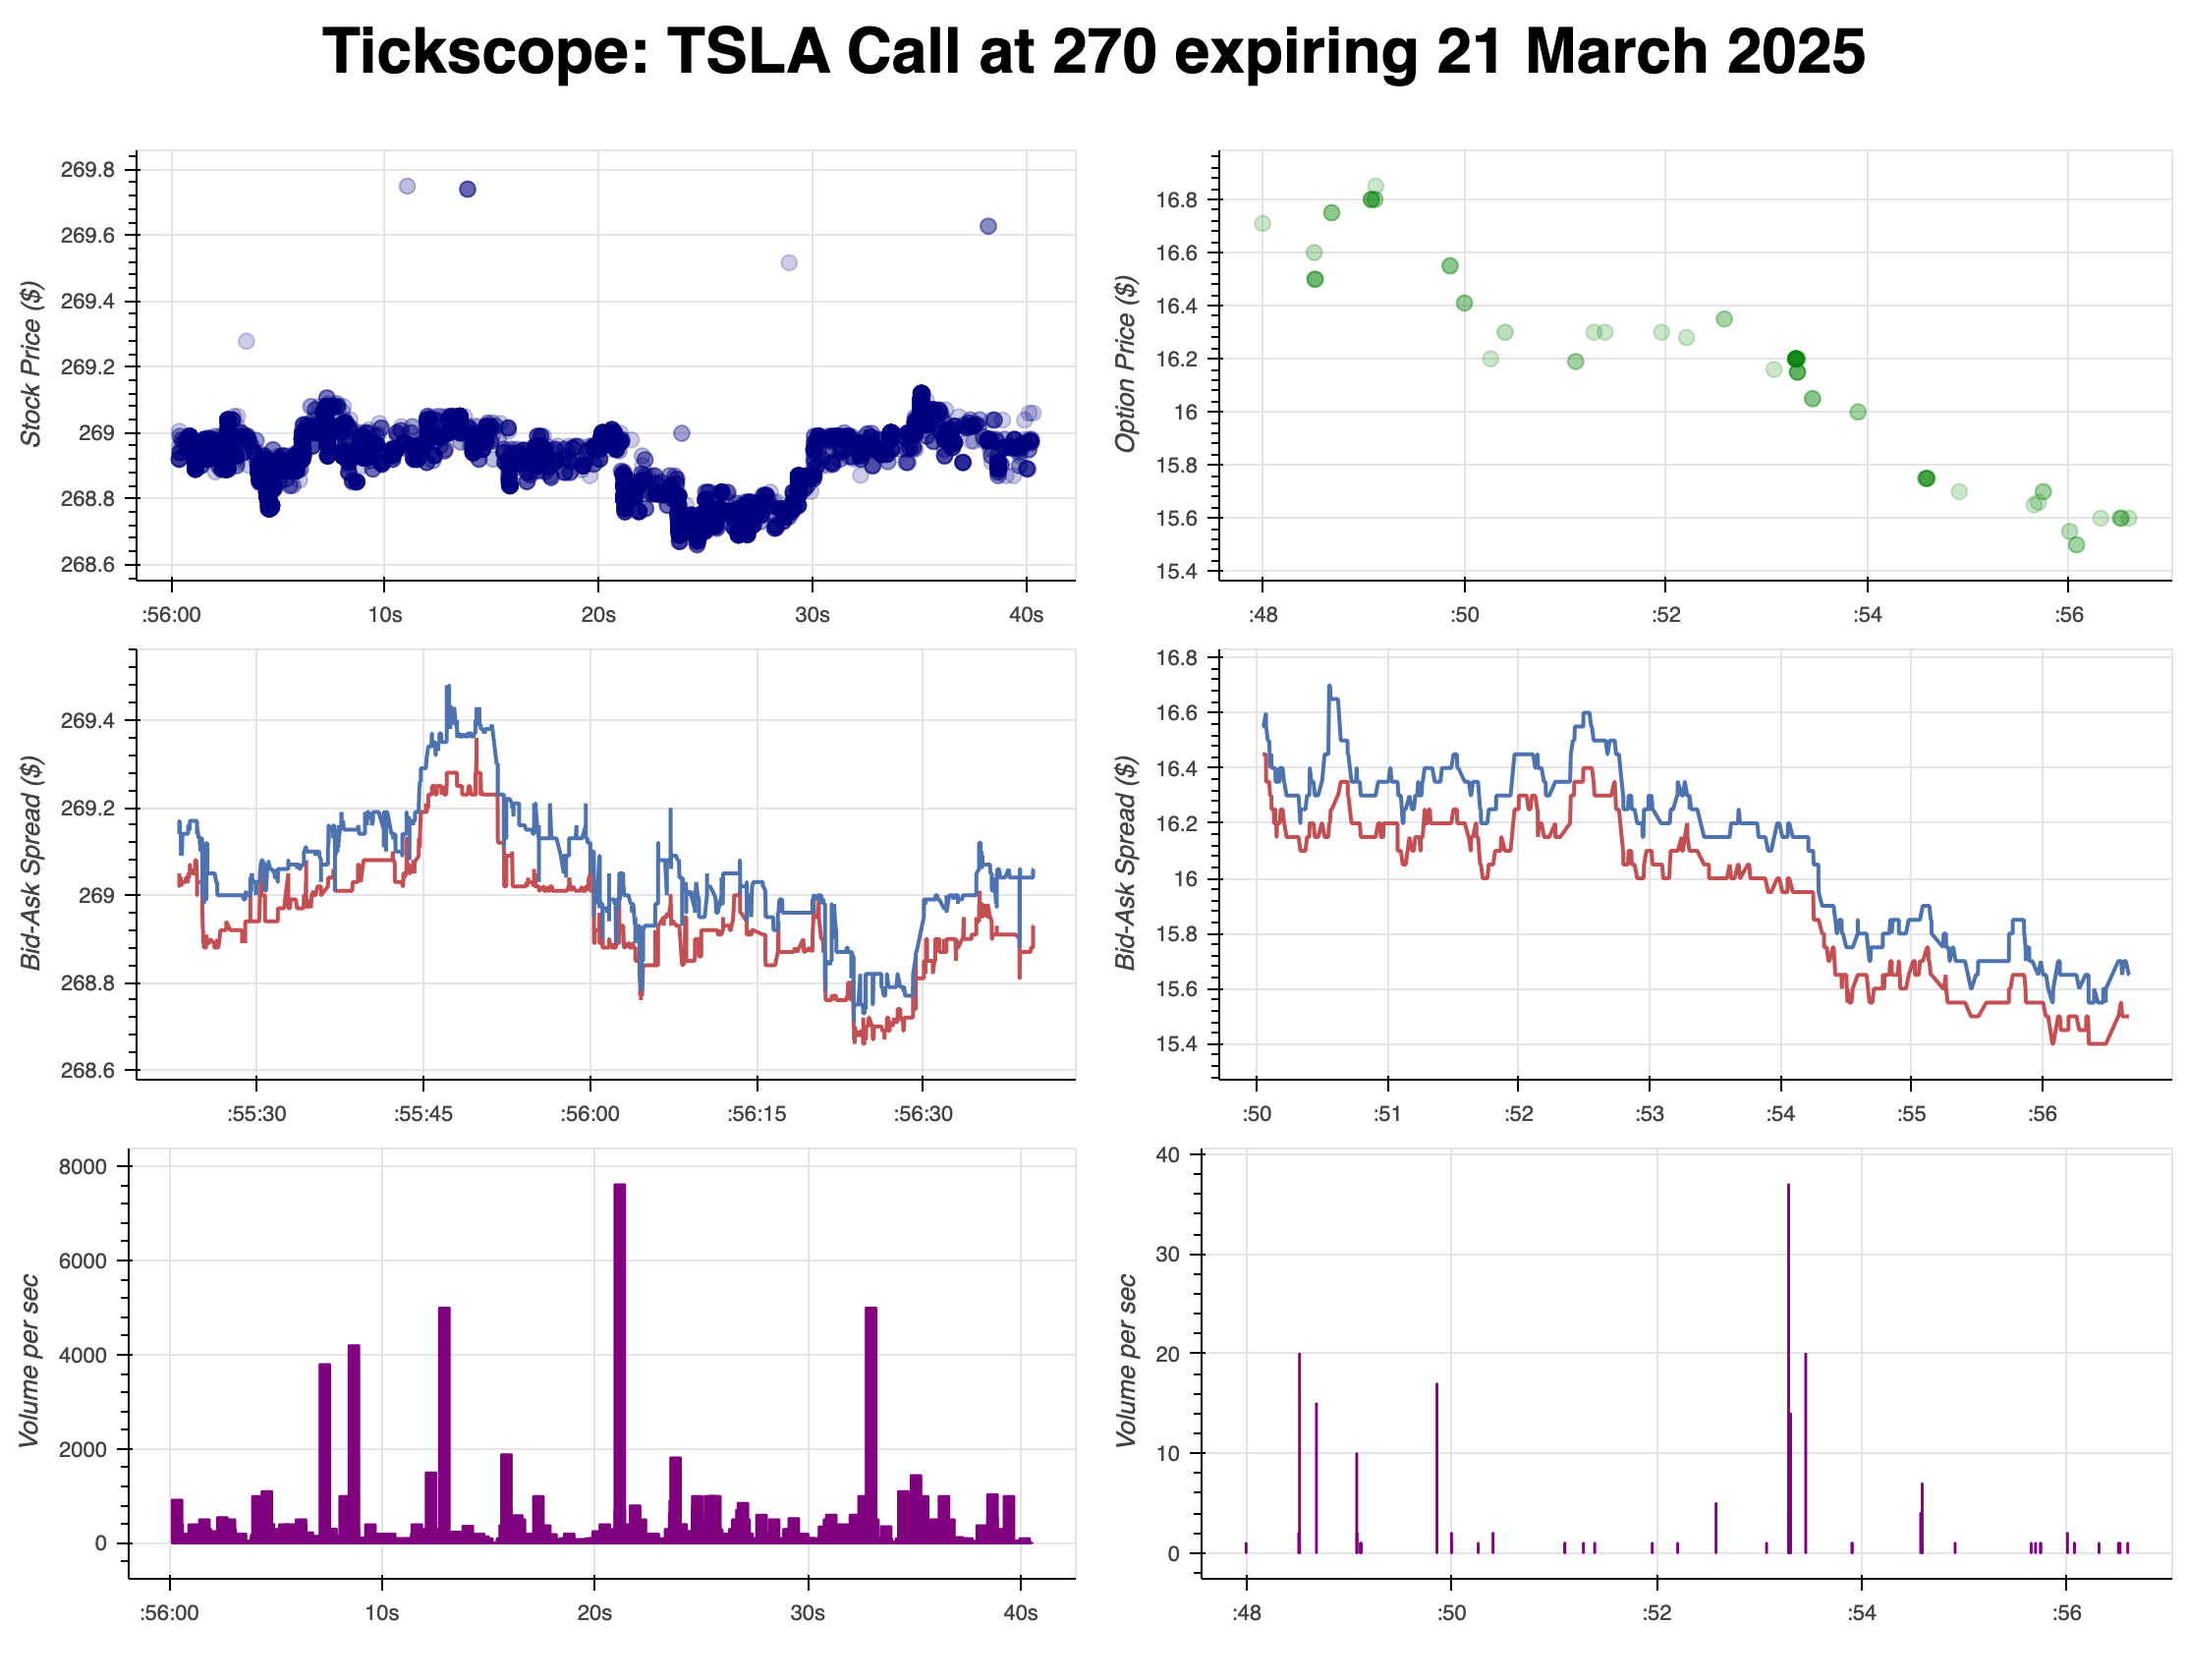 Tickscope: TSLA Call at 270 expiring 21 March 2025
Stock Price ($)
269.8
269.6
269.4
269.2
269
268.8
268.6
:56:00 10s 20s 30s 40s
Option Price ($)
16.8
16.6
16.4
16.2
16
15.8
15.6
15.4
:48 :50 :52 :54 :56
Bid-Ask Spread ($)
269.4
269.2
269
268.8
268.6
:55:30 :55:45 :56:00 :56:15 :56:30
Bid-Ask Spread ($)
16.8
16.6
16.4
16.2
16
15.8
15.6
15.4
:50 :51 :52 :53 :54 :55 :56
Volume per sec
8000
6000
4000
2000
0
:56:00 10s 20s 30s 40s
Volume per sec
40
30
20
10
0
:48 :50 :52 :54 :56